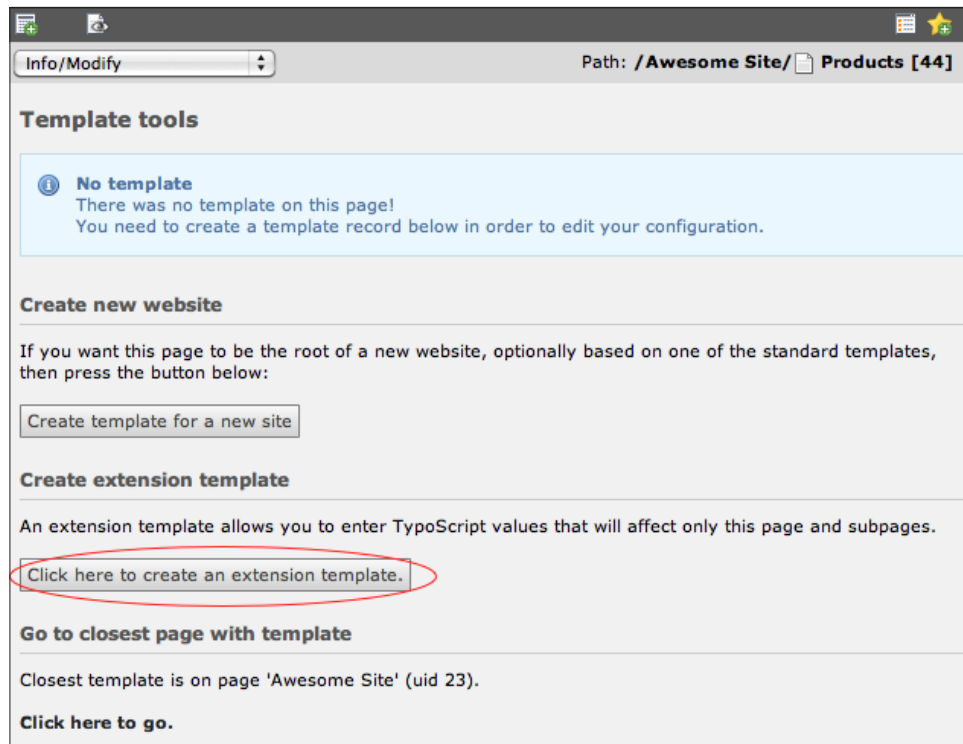 Info/Modify
Path: /Awesome Site/ Products [44]
Template tools
No template
There was no template on this page!
You need to create a template record below in order to edit your configuration.
Create new website
If you want this page to be the root of a new website, optionally based on one of the standard templates,
then press the button below:
Create template for a new site
Create extension template
An extension template allows you to enter TypoScript values that will affect only this page and subpages.
Click here to create an extension template.
Go to closest page with template
Closest template is on page 'Awesome Site' (uid 23).
Click here to go.